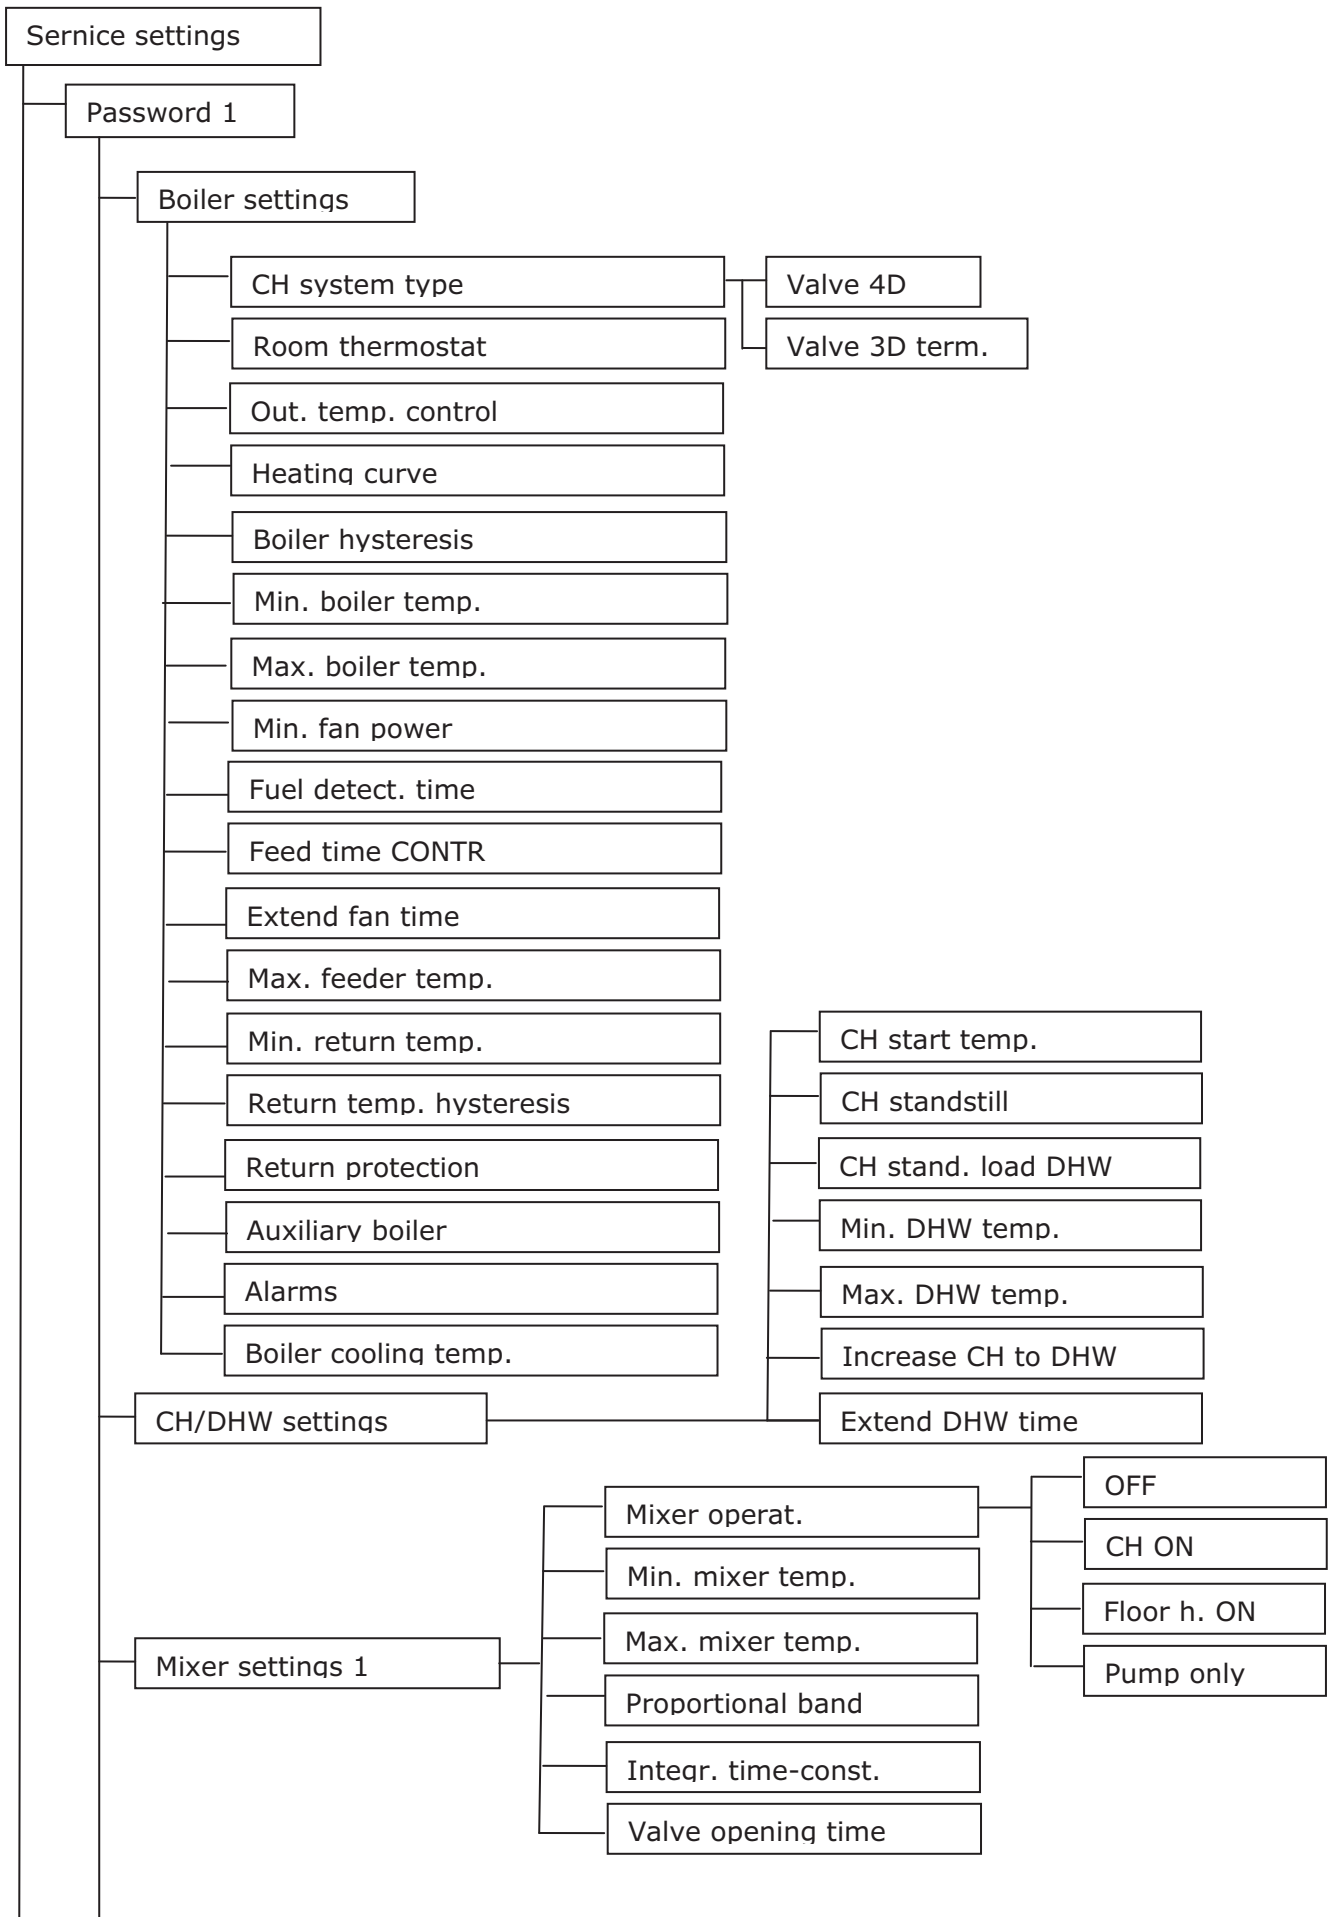 Sernice settings
Password 1
Boiler settings
CH system type
Valve 4D
Room thermostat
Valve 3D term.
Out. temp. control
Heating curve
Boiler hysteresis
Min. boiler temp.
Max. boiler temp.
Min. fan power
Fuel detect. time
Feed time CONTR
Extend fan time
Max. feeder temp.
Min. return temp.
Return temp. hysteresis
Return protection
Auxiliary boiler
Alarms
Boiler cooling temp.
CH start temp.
CH standstill
CH stand. load DHW
Min. DHW temp.
Max. DHW temp.
Increase CH to DHW
CH/DHW settings
Extend DHW time
Mixer settings 1
Mixer operat.
Min. mixer temp.
Max. mixer temp.
Proportional band
Integr. time-const.
Valve opening time
OFF
CH ON
Floor h. ON
Pump only